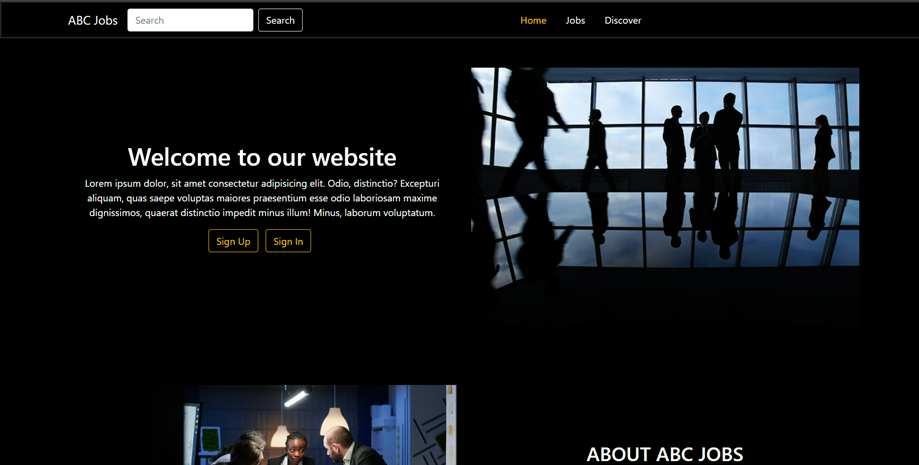 ABC Jobs
Search
Search
Home
Jobs
Discover
Welcome to our website
Lorem ipsum dolor, sit amet consectetur adipisicing elit. Odio, distinctio? Excepturi
aliquam, quas saepe voluptas maiores praesentium esse odio laboriosam maxime
dignissimos, quaerat distinctio impedit minus illum! Minus, laborum voluptatum.
Sign Up
Sign In
ABOUT ABC JOBS